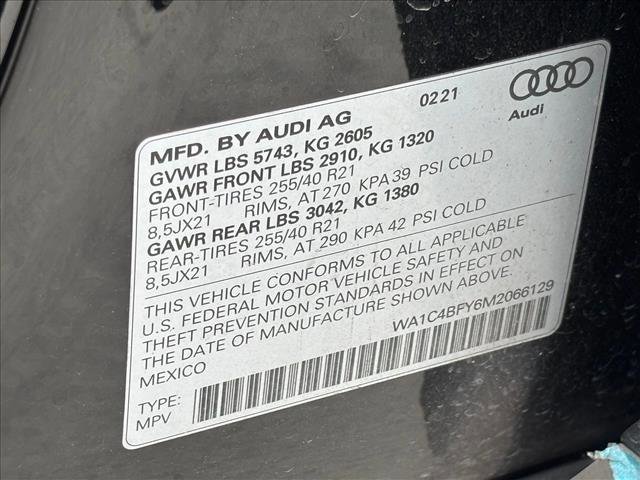 02 21
Audi
MFD. BY AUDI AG
GVWR LBS 5743, KG 2605
GAWR FRONT LBS 2910, KG 1320
FRONT-TIRES 255/40 R21
8,5JX21 RIMS, AT 270 KPA 39 PSI COLD
GAWR REAR LBS 3042, KG 1380
REAR-TIRES 255/40 R21
8,5JX21 RIMS, AT 290 KPA 42 PSI COLD
THIS VEHICLE CONFORMS TO ALL APPLICABLE
U.S. FEDERAL MOTOR VEHICLE SAFETY AND
THEFT PREVENTION STANDARDS IN EFFECT ON
THE DATE OF MANUFACTURE SHOWN ABOVE.
MEXICO
WA1C4BFY6M2066129
TYPE:
MPV